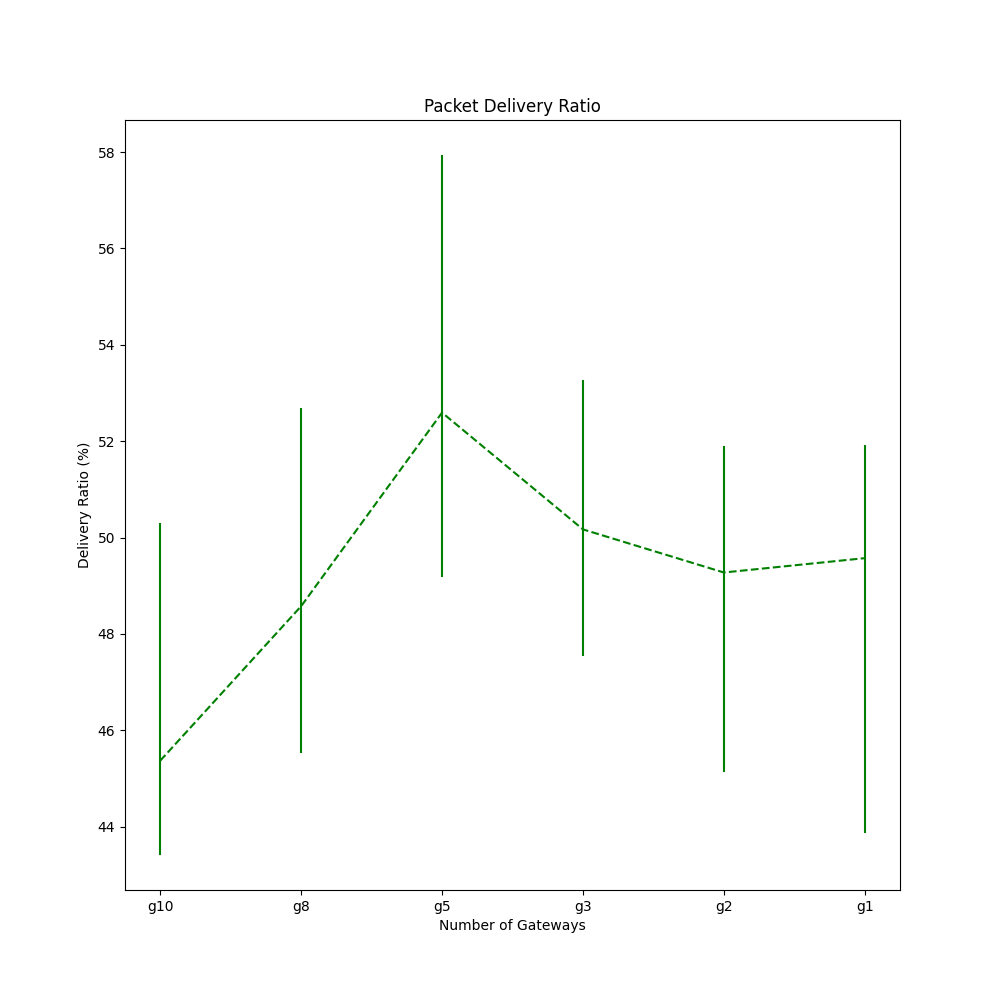 Packet Delivery Ratio
58
56
54
52
50
48
46
44
Delivery Ratio (%)
g10 g8 g5 g3 g2 g1
Number of Gateways